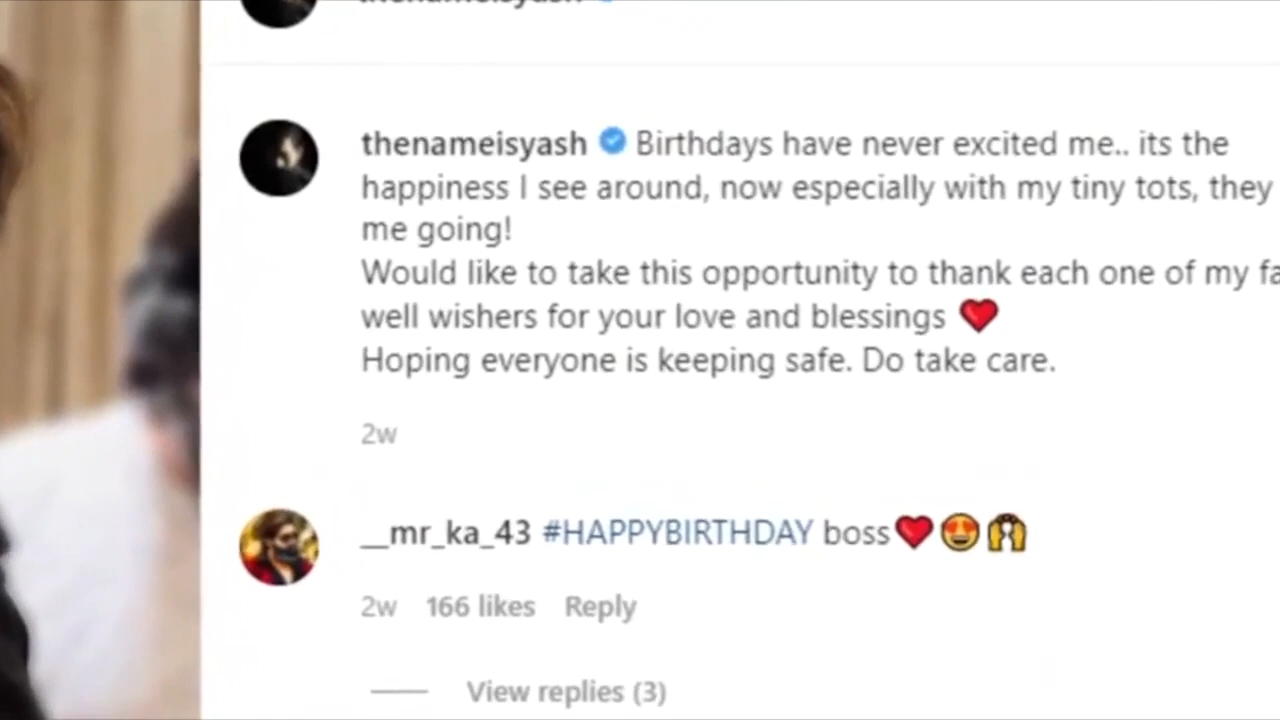 thenameisyash
thenameisyash Birthdays have never excited me.. its the
happiness I see around, now especially with my tiny tots, they
me going!
Would like to take this opportunity to thank each one of my
well wishers for your love and blessings ❤️
Hoping everyone is keeping safe. Do take care.
2w
__mr_ka_43 #HAPPYBIRTHDAY boss❤️😍🙌
2w 166 likes Reply
View replies (3)